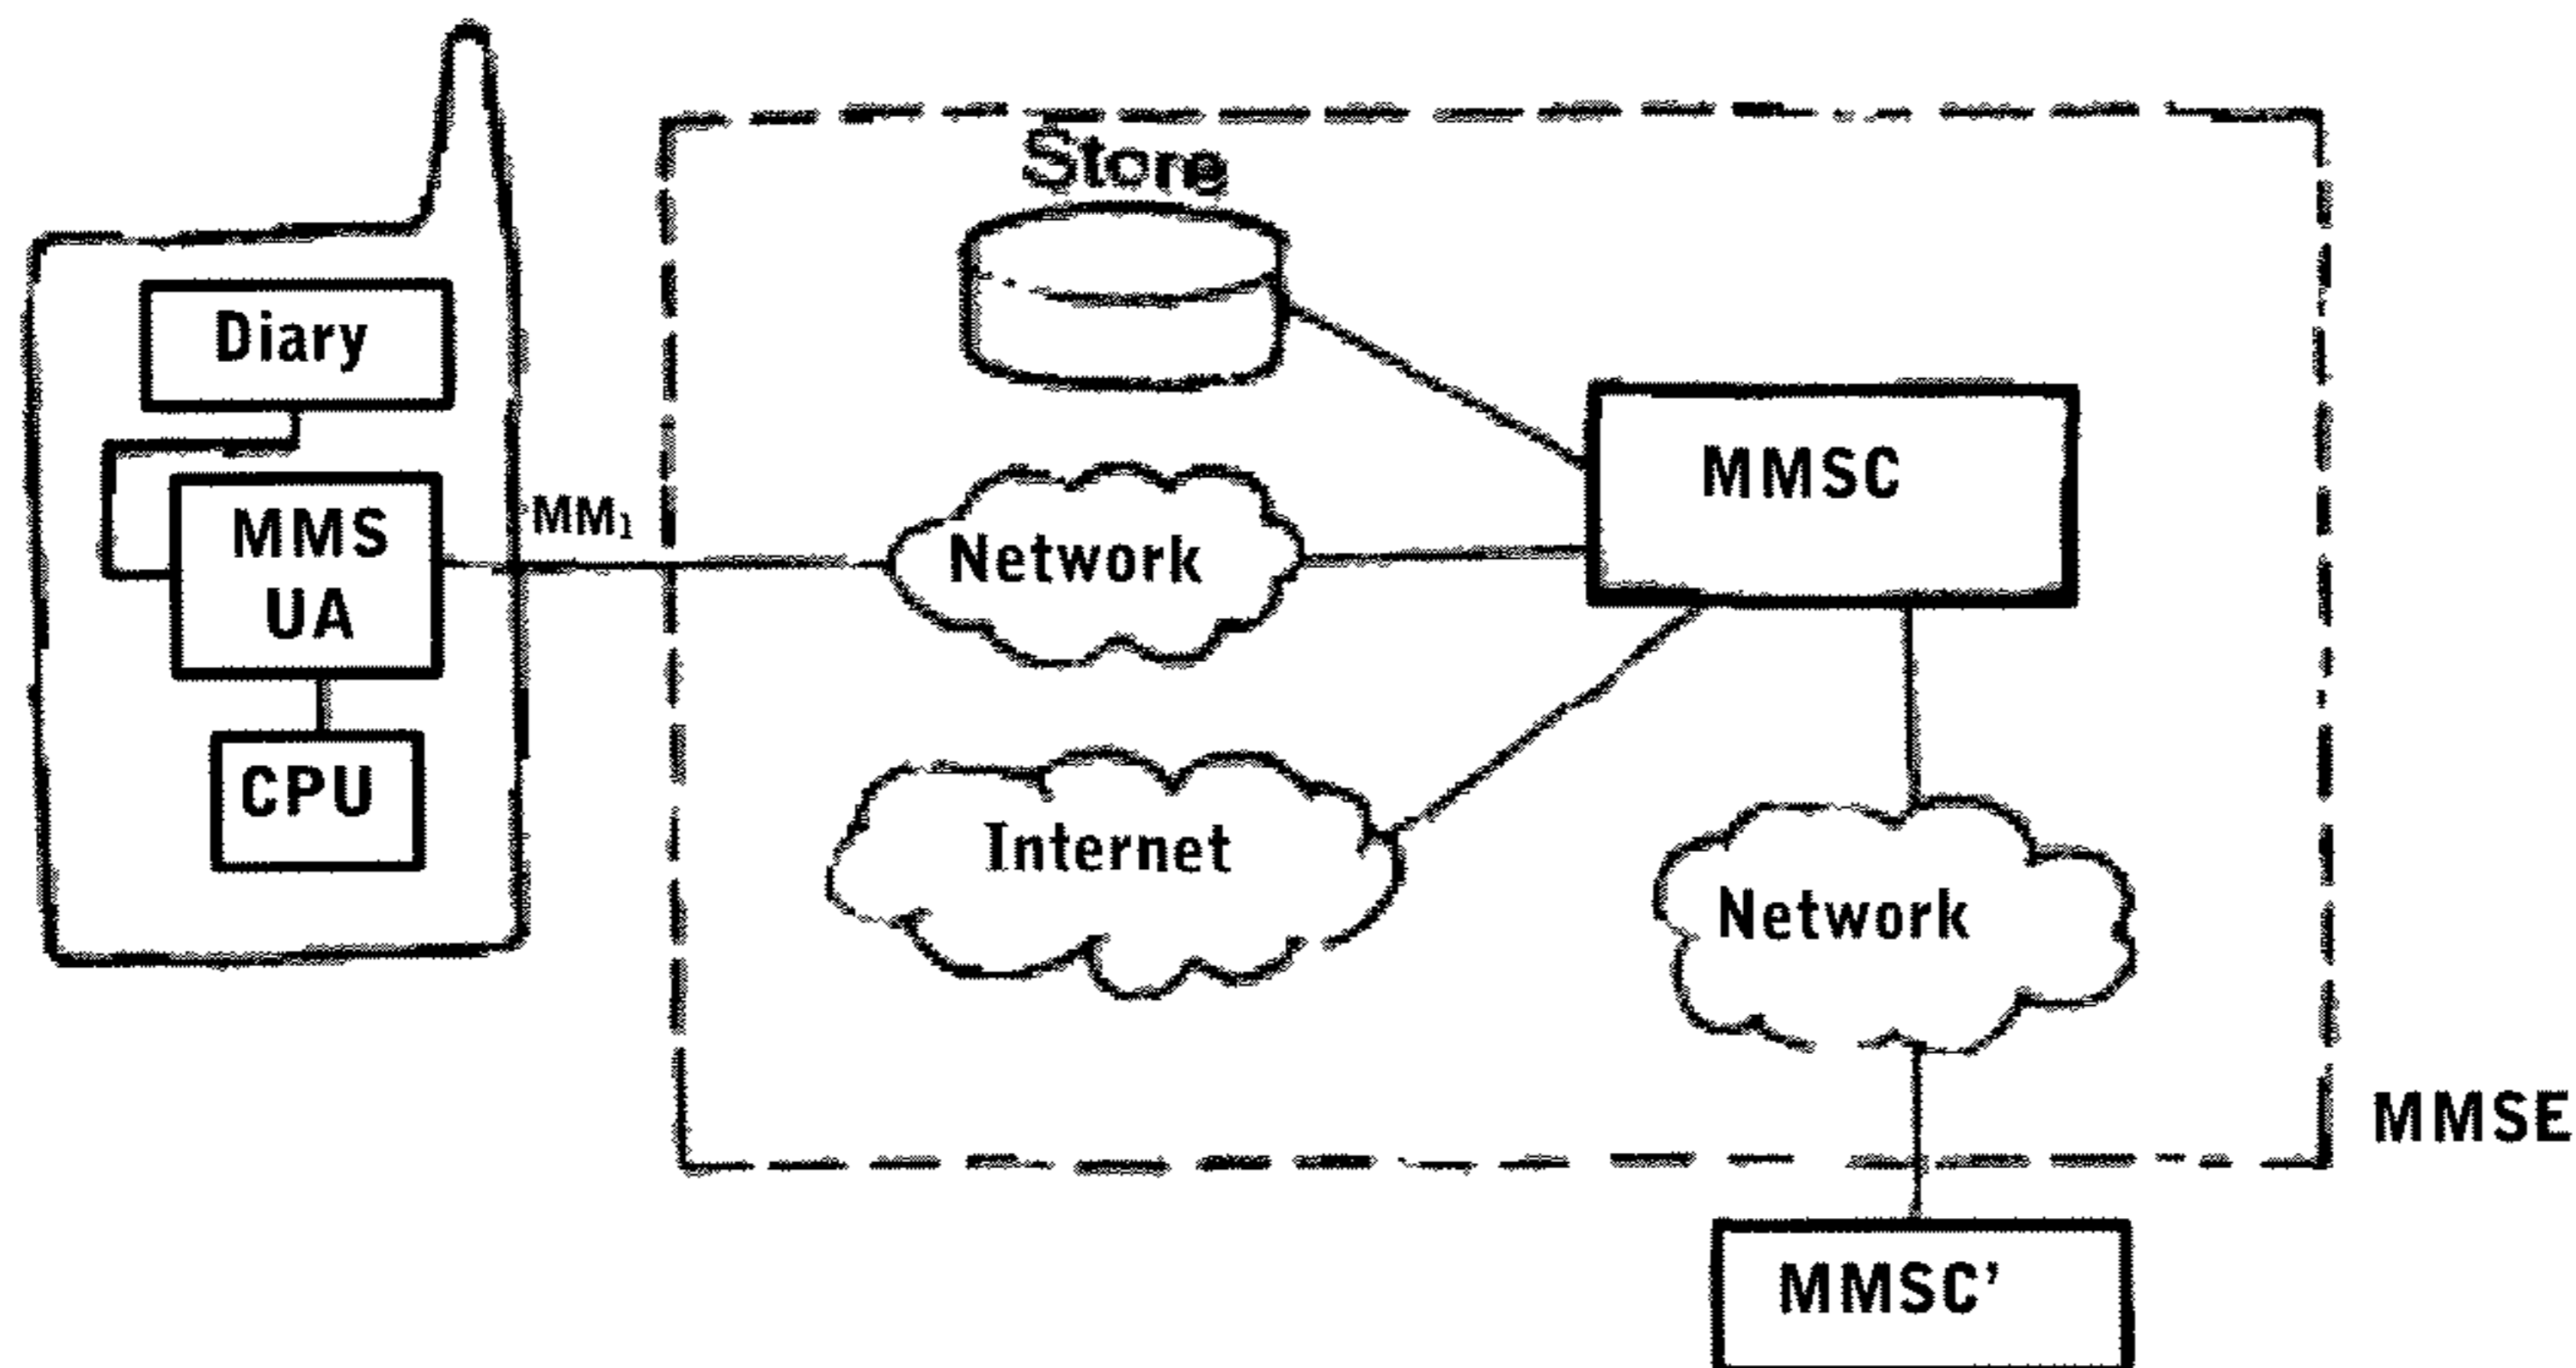 Store
Diary
MMSC
MMS
UA
MM₁
Network
CPU
Internet
Network
MMSE
MMSC'